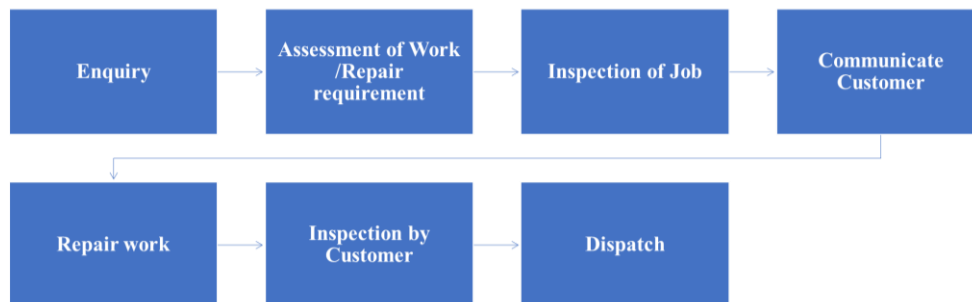 Enquiry
Assessment of Work
/Repair
requirement
Inspection of Job
Communicate
Customer
Repair work
Inspection by
Customer
Dispatch